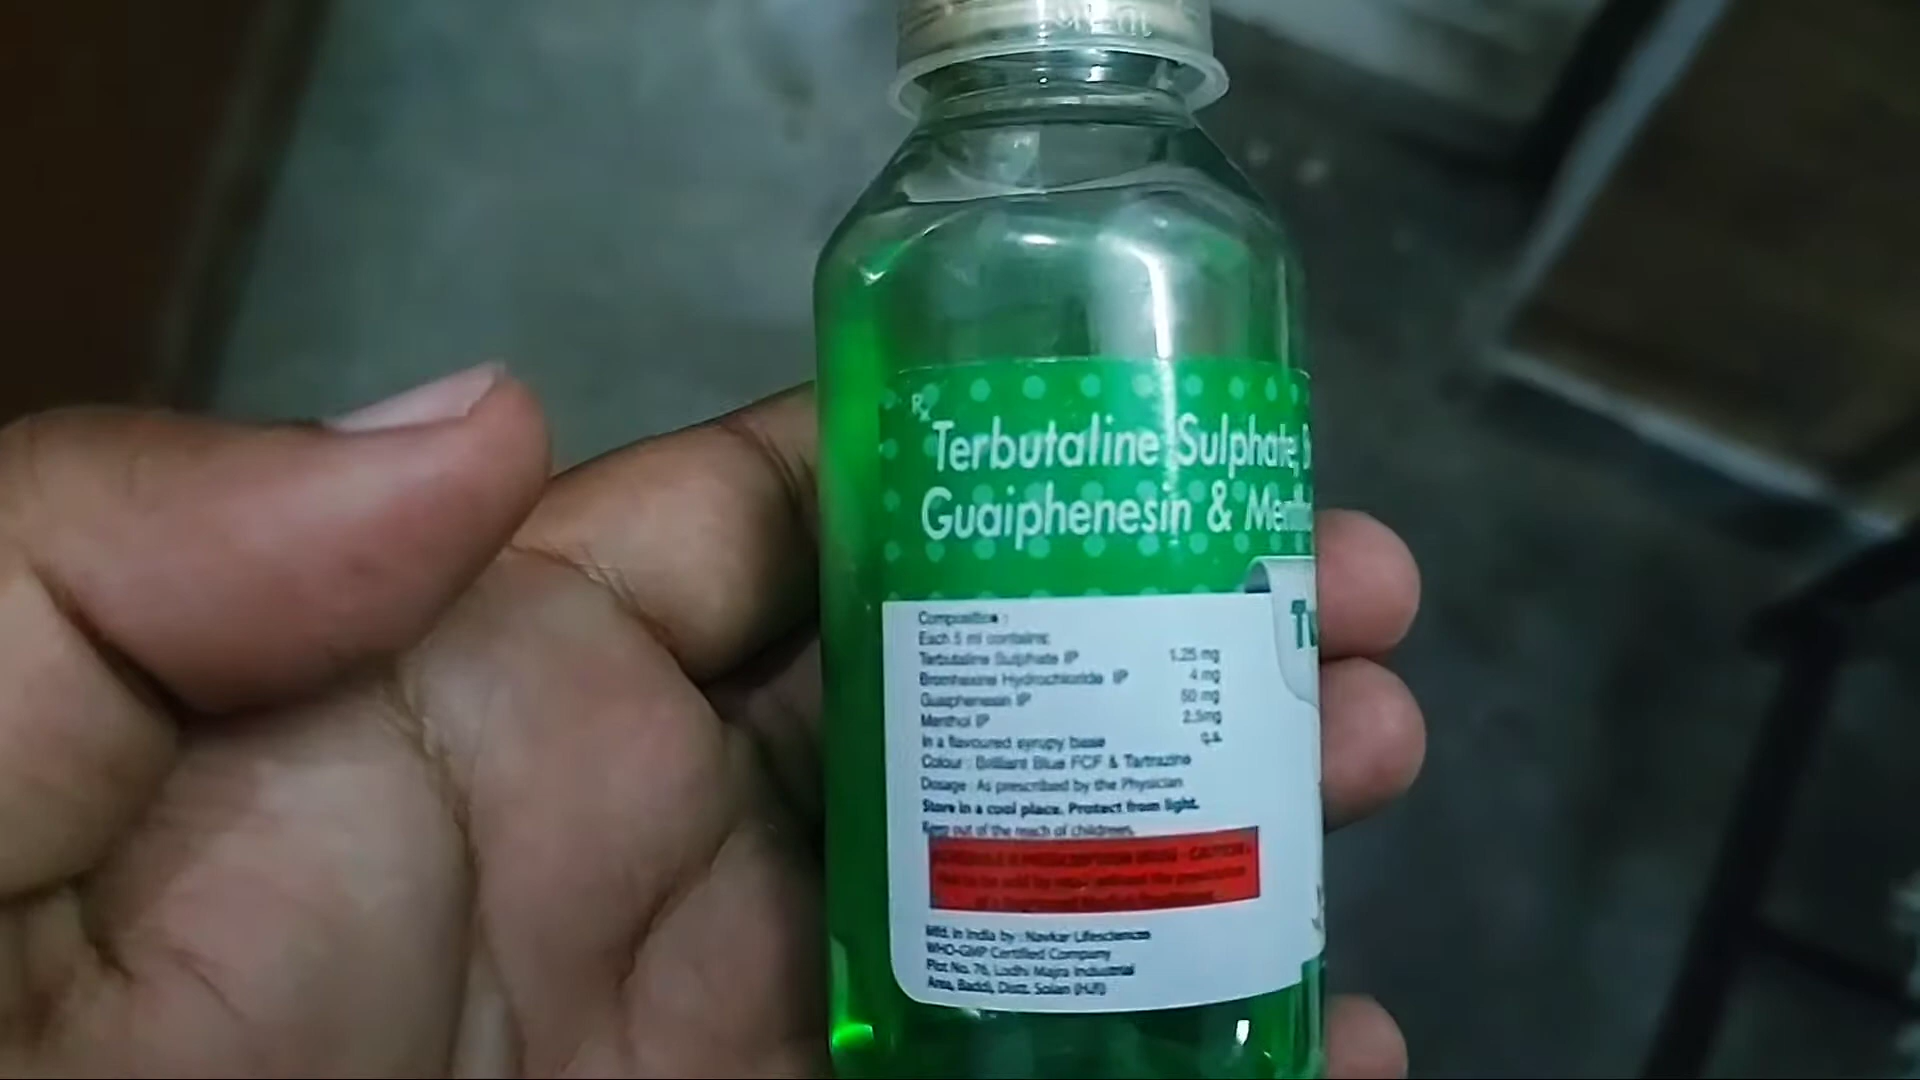 Rx
Terbutaline Sulphate,
Guaiphenesin &
Composition :
Each 5 ml contains:
Terbutaline Sulphate IP 1.25 mg
Bromhexine Hydrochloride IP 4 mg
Guaiphenesin IP 50 mg
Menthol IP 2.5mg
In a flavoured syrupy base q.s.
Colour : Brilliant Blue FCF & Tartrazine
Dosage : As prescribed by the Physician
Store in a cool place. Protect from light.
Keep out of the reach of childrens.
Mfd. in India by : Navkar Lifesciences
WHO-GMP Certified Company
Plot No. 76, Lodhi Majra Industrial
Area, Baddi, Distt. Solan (H.P.)